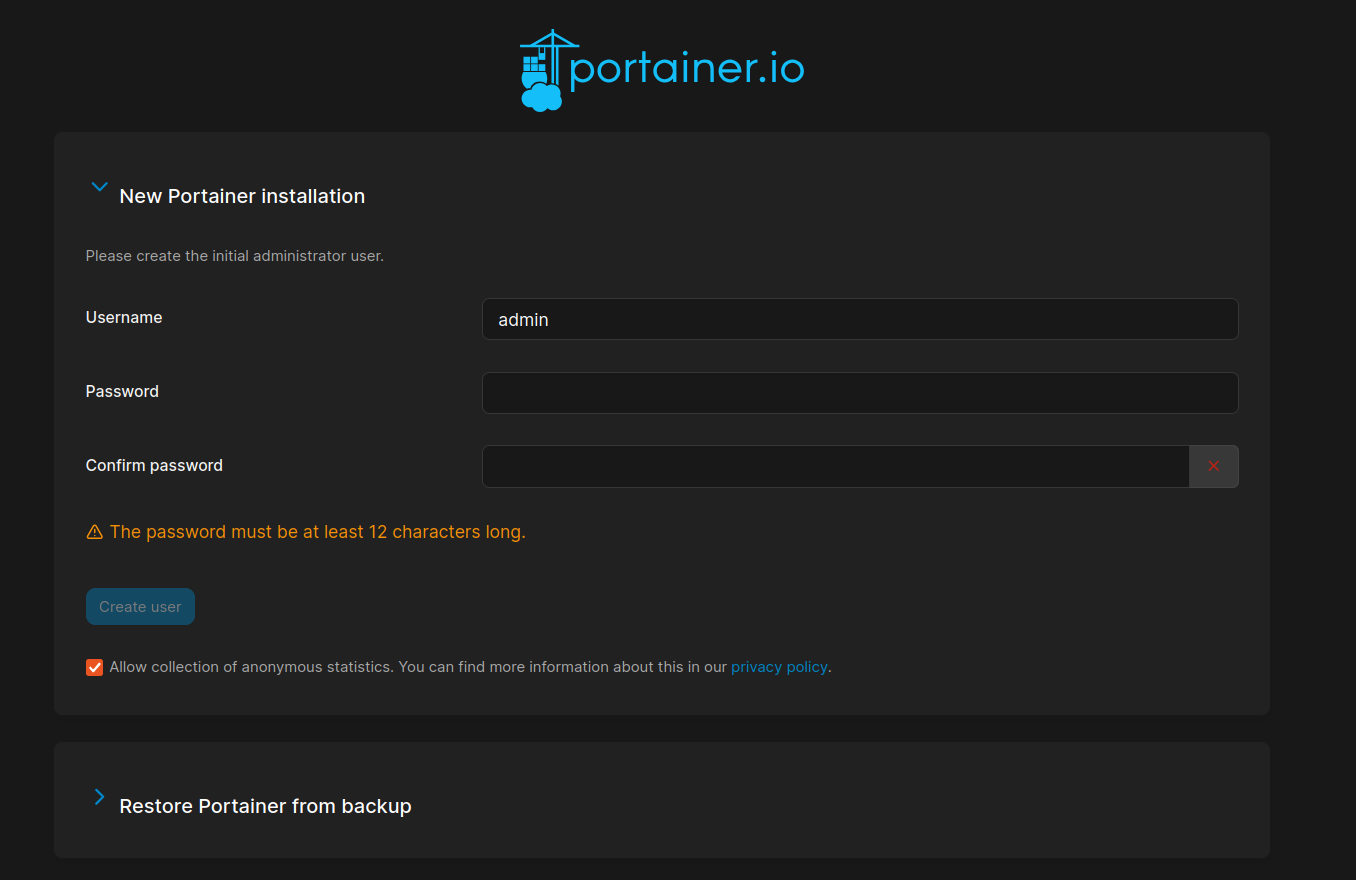 portainer.io
New Portainer installation
Please create the initial administrator user.
Username
admin
Password
Confirm password
The password must be at least 12 characters long.
Create user
Allow collection of anonymous statistics. You can find more information about this in our privacy policy.
Restore Portainer from backup